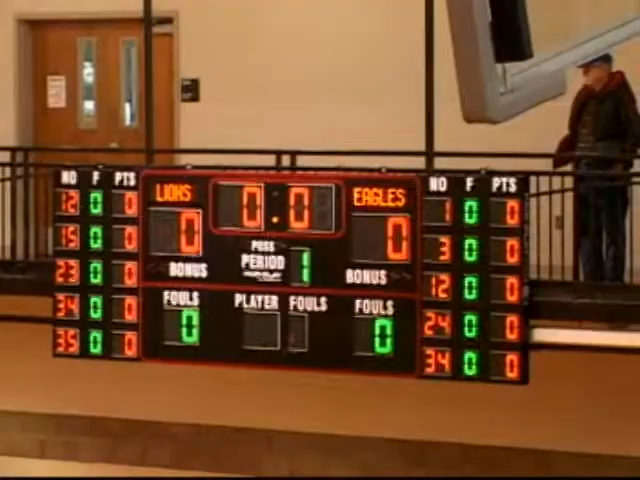 NO F PTS
12 0 0
15 0 0
23 0 0
34 0 0
35 0 0
LIONS
0:0
EAGLES
0
0
POSS
PERIOD
1
BONUS
BONUS
FOULS
PLAYER FOULS
FOULS
0
0
NO F PTS
1 0 0
3 0 0
12 0 0
24 0 0
34 0 0